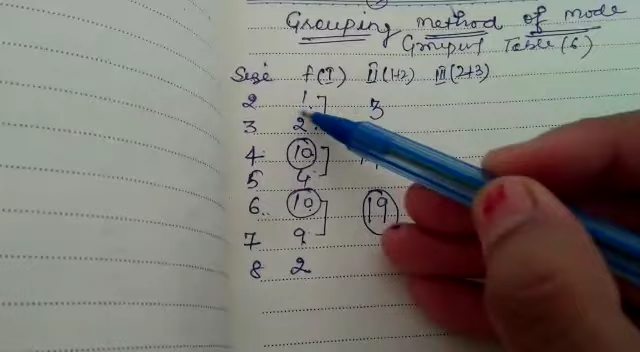 Grouping method of mode
Grouping Table (6)
Size f(I) II(1+2) III(2+3)
2 1 3
3 2
4 10
5 4
6 10 19
7 9
8 2